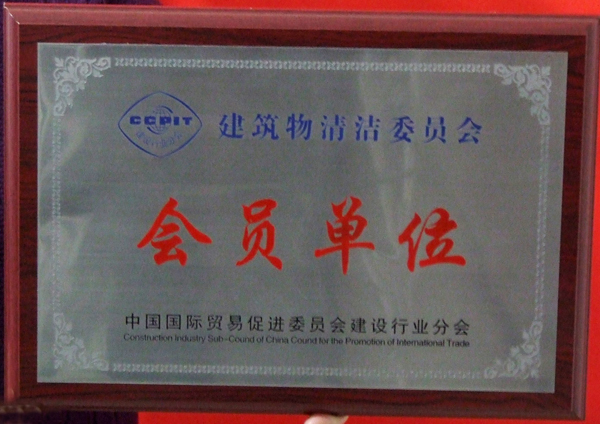 CCPIT 建筑物清洁委员会
会员单位
中国国际贸易促进委员会建设行业分会
Construction Industry Sub-Cound of China Cound for the Promotion of International Trade